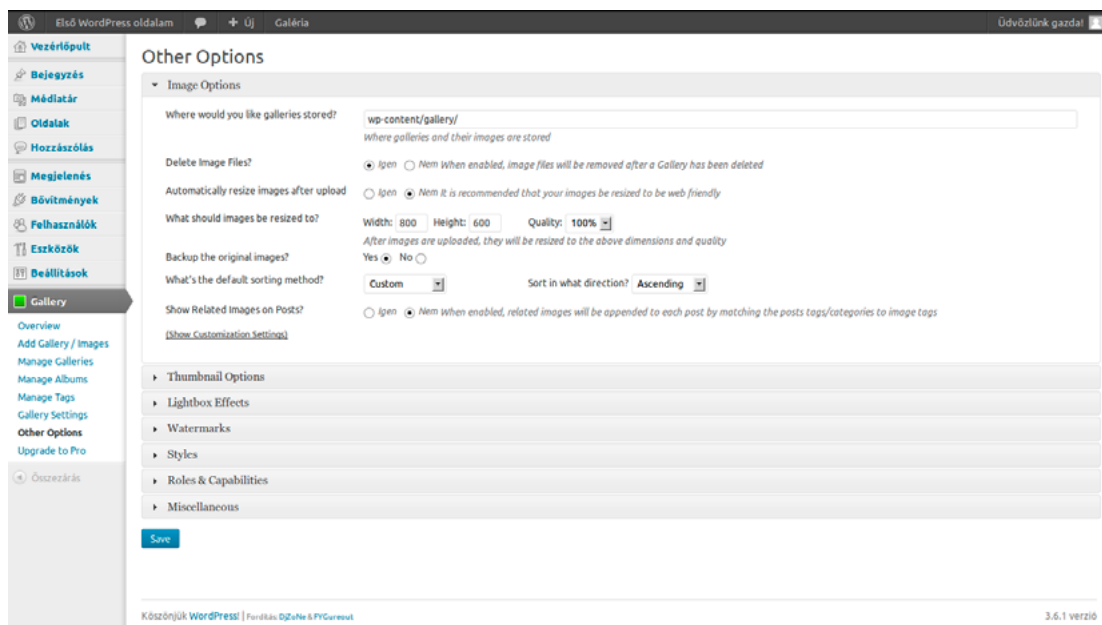 Első WordPress oldalam + Új Galéria Üdvözlünk gazda!
Vezérlőpult
Bejegyzés
Médiatár
Oldalak
Hozzászólás
Megjelenés
Bővítmények
Felhasználók
Eszközök
Beállítások
Gallery
Overview
Add Gallery / Images
Manage Galleries
Manage Albums
Manage Tags
Gallery Settings
Other Options
Upgrade to Pro
Összezárás
Other Options
Image Options
Where would you like galleries stored? wp-content/gallery/
Where galleries and their images are stored
Delete Image Files? Igen Nem When enabled, image files will be removed after a Gallery has been deleted
Automatically resize images after upload Igen Nem It is recommended that your images be resized to be web friendly
What should images be resized to? Width: 800 Height: 600 Quality: 100%
After images are uploaded, they will be resized to the above dimensions and quality
Backup the original images? Yes No
What's the default sorting method? Custom Sort in what direction? Ascending
Show Related Images on Posts? Igen Nem When enabled, related images will be appended to each post by matching the posts tags/categories to image tags
(Show Customization Settings)
Thumbnail Options
Lightbox Effects
Watermarks
Styles
Roles & Capabilities
Miscellaneous
Save
Köszönjük WordPress! | Fordítás: DjZoNe & FYGureout 3.6.1 verzió